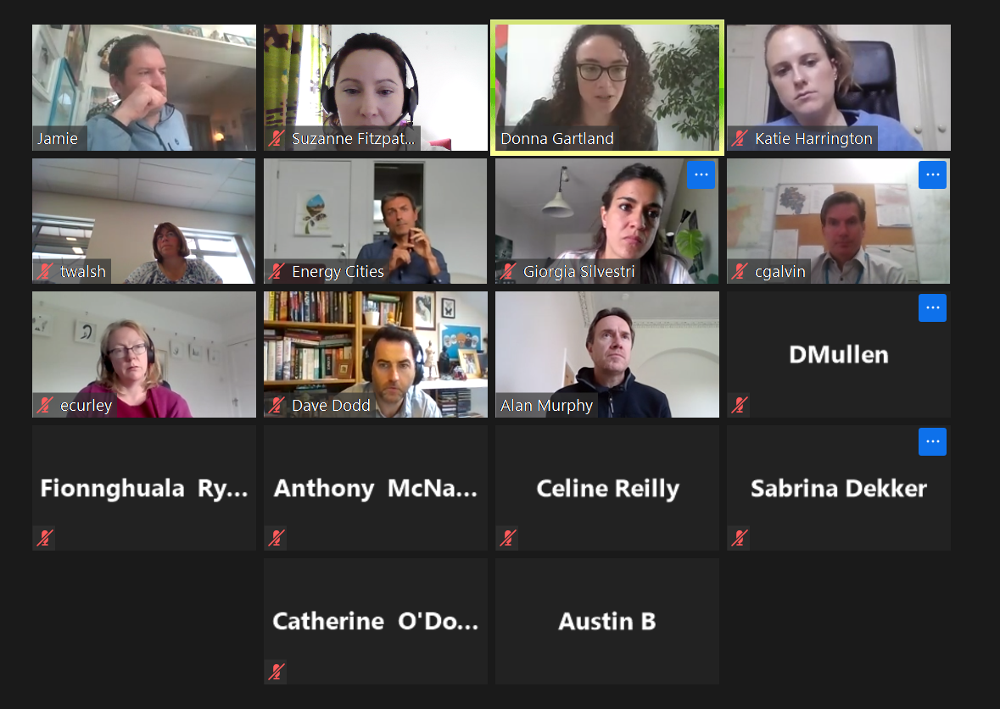 Jamie
Suzanne Fitzpat...
Donna Gartland
Katie Harrington
twalsh
Energy Cities
Giorgia Silvestri
cgalvin
ecurley
Dave Dodd
Alan Murphy
DMullen
Fionnghuala Ry...
Anthony McNa...
Celine Reilly
Sabrina Dekker
Catherine O'Do...
Austin B